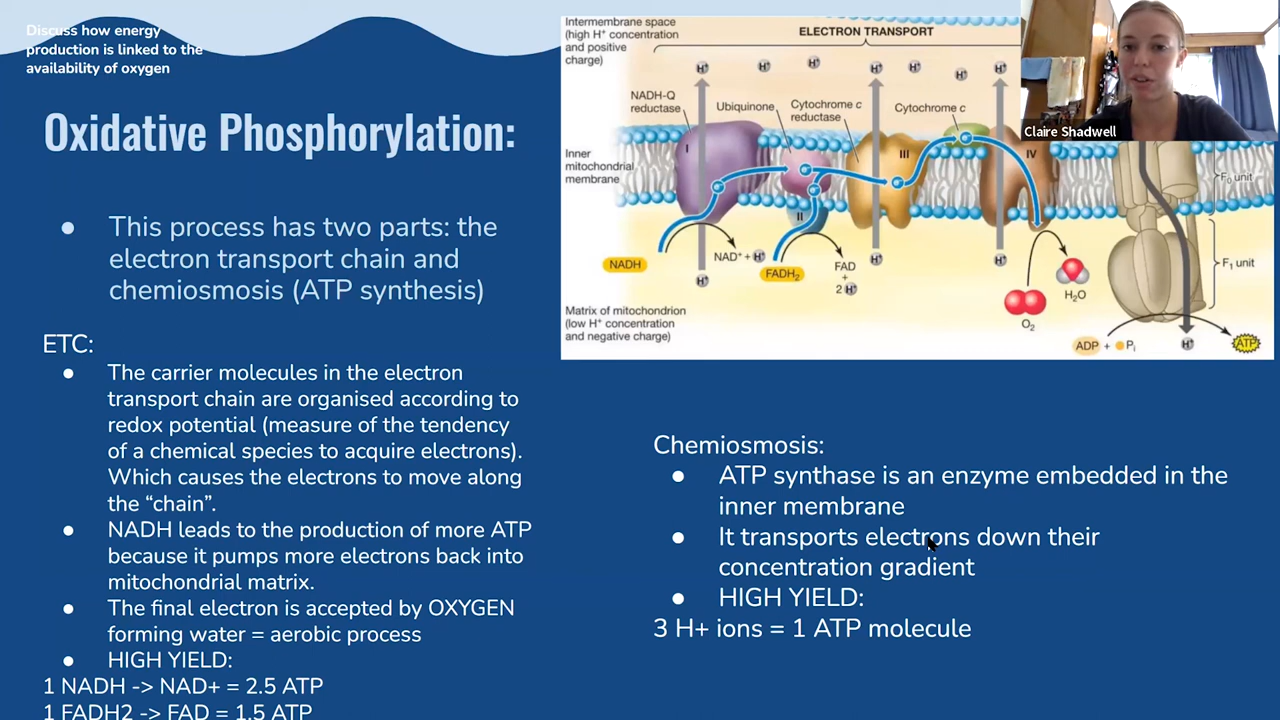 Discuss how energy
production is linked to the
availability of oxygen
Oxidative Phosphorylation:
● This process has two parts: the
electron transport chain and
chemiosmosis (ATP synthesis)
ETC:
● The carrier molecules in the electron
transport chain are organised according to
redox potential (measure of the tendency
of a chemical species to acquire electrons).
Which causes the electrons to move along
the “chain”.
● NADH leads to the production of more ATP
because it pumps more electrons back into
mitochondrial matrix.
● The final electron is accepted by OXYGEN
forming water = aerobic process
● HIGH YIELD:
1 NADH -> NAD+ = 2.5 ATP
1 FADH2 -> FAD = 1.5 ATP
Intermembrane space
(high H⁺ concentration
and positive
charge)
ELECTRON TRANSPORT
H⁺ H⁺ H⁺ H⁺ H⁺ H⁺ H⁺
NADH-Q
reductase
Ubiquinone
Cytochrome c
reductase
Cytochrome c
Claire Shadwell
Inner
mitochondrial
membrane
I
II
III
IV
e⁻ e⁻ e⁻ e⁻ e⁻
F₀ unit
F₁ unit
NADH
NAD⁺ + H⁺
FADH₂
FAD
+
2 H⁺
H⁺
H⁺
H⁺
O₂
H₂O
Matrix of mitochondrion
(low H⁺ concentration
and negative charge)
ADP + Pi
H⁺
ATP
Chemiosmosis:
● ATP synthase is an enzyme embedded in the
inner membrane
● It transports electrons down their
concentration gradient
● HIGH YIELD:
3 H+ ions = 1 ATP molecule